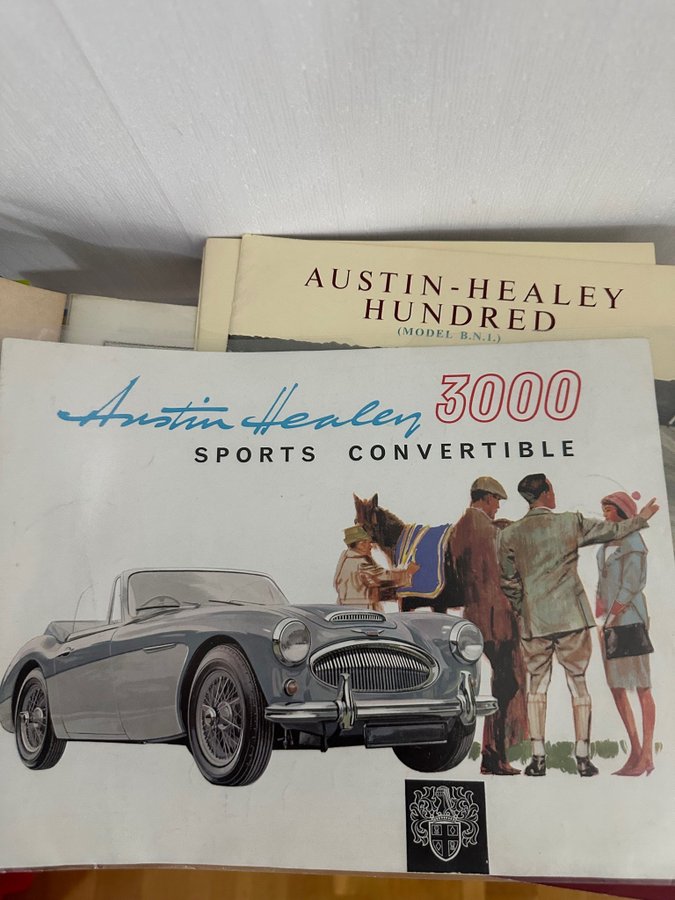 AUSTIN-HEALEY
HUNDRED
(MODEL B.N.1.)
Austin Healey 3000
SPORTS CONVERTIBLE